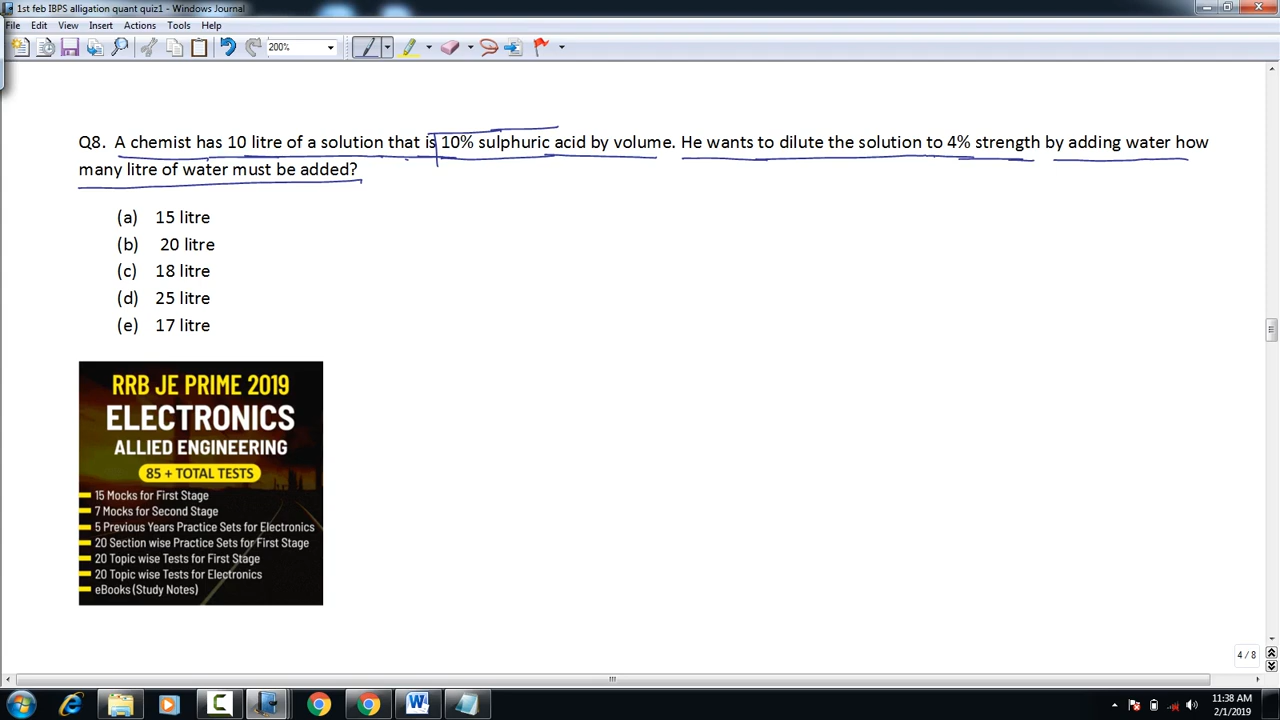 1st feb IBPS alligation quant quiz1 - Windows Journal
File Edit View Insert Actions Tools Help
200%
Q8. A chemist has 10 litre of a solution that is 10% sulphuric acid by volume. He wants to dilute the solution to 4% strength by adding water how
many litre of water must be added?
(a) 15 litre
(b) 20 litre
(c) 18 litre
(d) 25 litre
(e) 17 litre
RRB JE PRIME 2019
ELECTRONICS
ALLIED ENGINEERING
85 + TOTAL TESTS
15 Mocks for First Stage
7 Mocks for Second Stage
5 Previous Years Practice Sets for Electronics
20 Section wise Practice Sets for First Stage
20 Topic wise Tests for First Stage
20 Topic wise Tests for Electronics
eBooks (Study Notes)
4 / 8
11:38 AM
2/1/2019